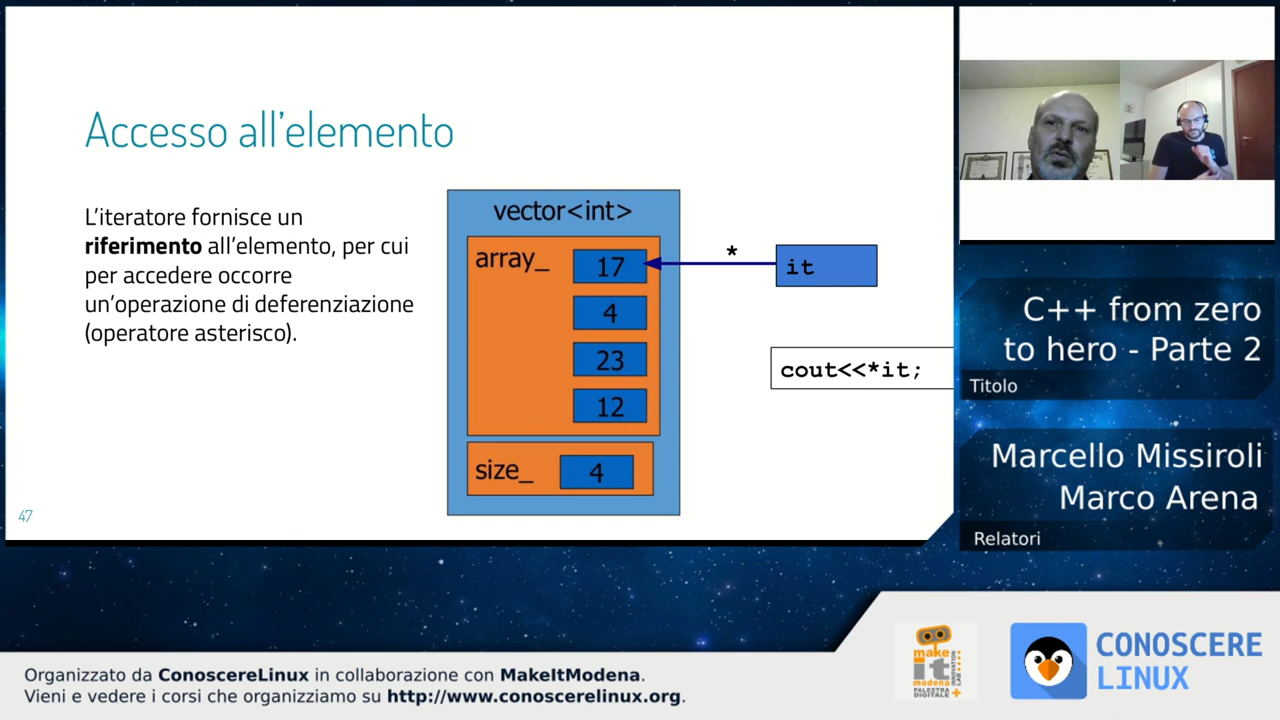 Accesso all'elemento
L'iteratore fornisce un
riferimento all'elemento, per cui
per accedere occorre
un'operazione di deferenziazione
(operatore asterisco).
vector<int>
array_
17
4
23
12
size_
4
*
it
cout<<*it;
47
C++ from zero
to hero - Parte 2
Titolo
Marcello Missiroli
Marco Arena
Relatori
make
it
modena
PALESTRA
DIGITALE
INNOVATION
LAB
CONOSCERE
LINUX
Organizzato da ConoscereLinux in collaborazione con MakeItModena.
Vieni e vedere i corsi che organizziamo su http://www.conoscerelinux.org.